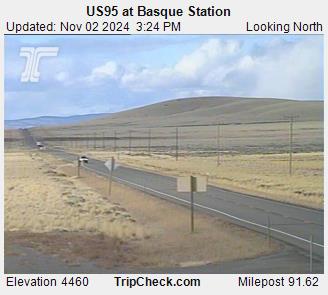 US95 at Basque Station
Updated: Nov 02 2024 3:24 PM Looking North
Elevation 4460 TripCheck.com Milepost 91.62